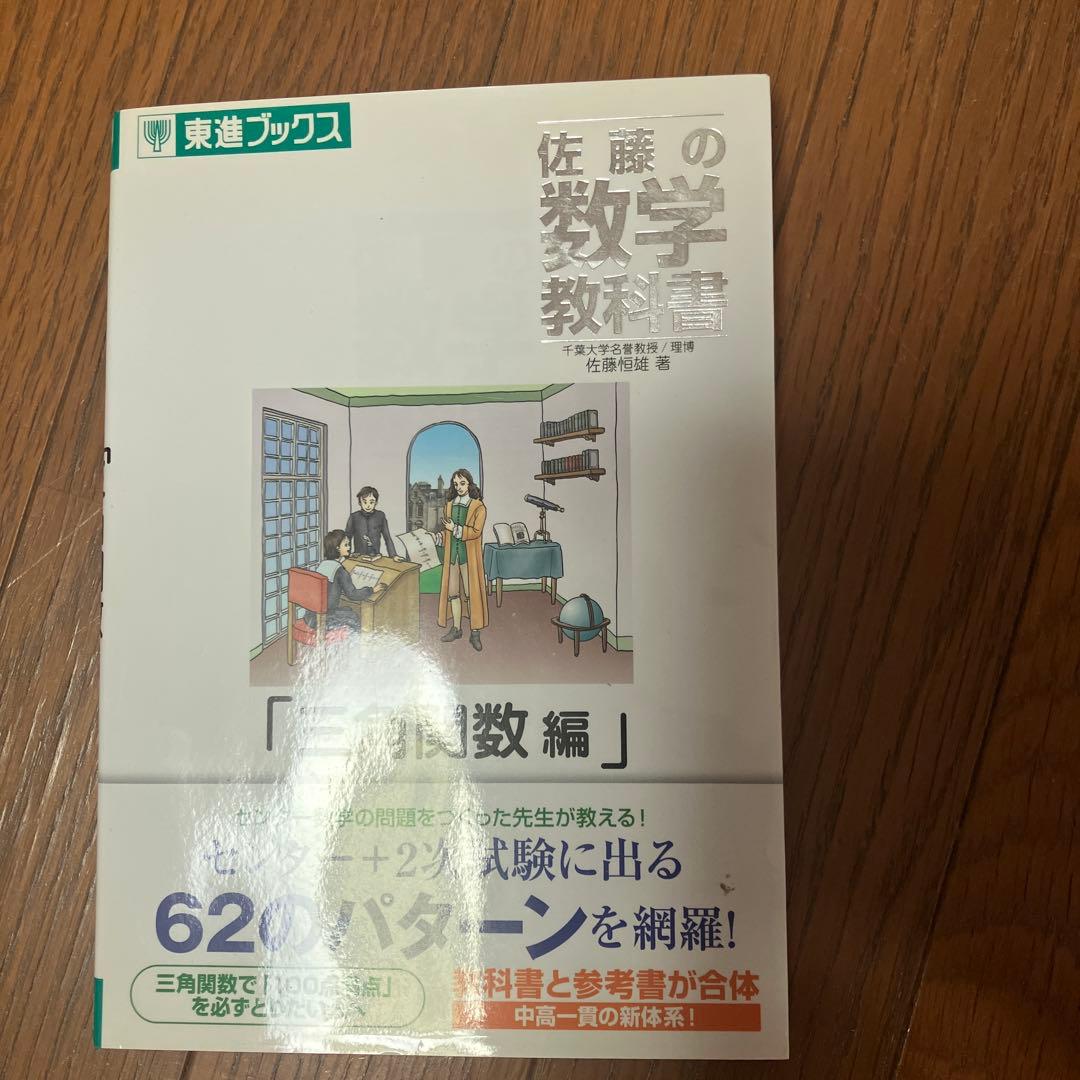 東進ブックス
佐藤の
数学
教科書
千葉大学名誉教授/理博
佐藤恒雄 著
「三角関数 編」
センター数学の問題をつくった先生が教える!
センター+2次試験に出る
62のパターンを網羅!
三角関数で「100点満点」
を必ずとりたい人へ
教科書と参考書が合体
中高一貫の新体系!